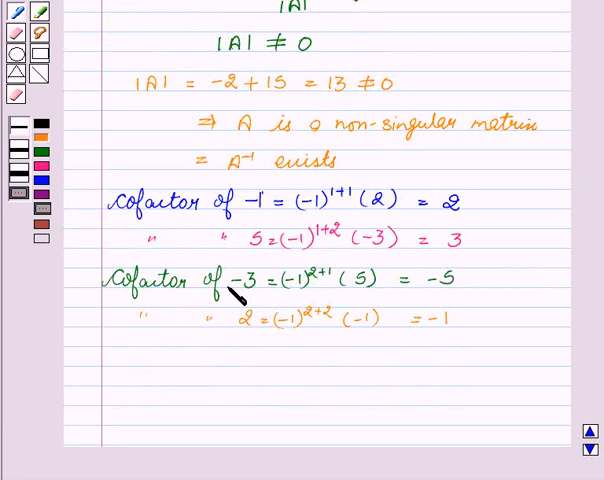 |A|
|A| ≠ 0
|A| = -2 + 15 = 13 ≠ 0
⇒ A is a non-singular matrix
= A⁻¹ exists
Cofactor of -1 = (-1)¹⁺¹ (2) = 2
" " 5 = (-1)¹⁺² (-3) = 3
Cofactor of -3 = (-1)²⁺¹ (5) = -5
" " 2 = (-1)²⁺² (-1) = -1